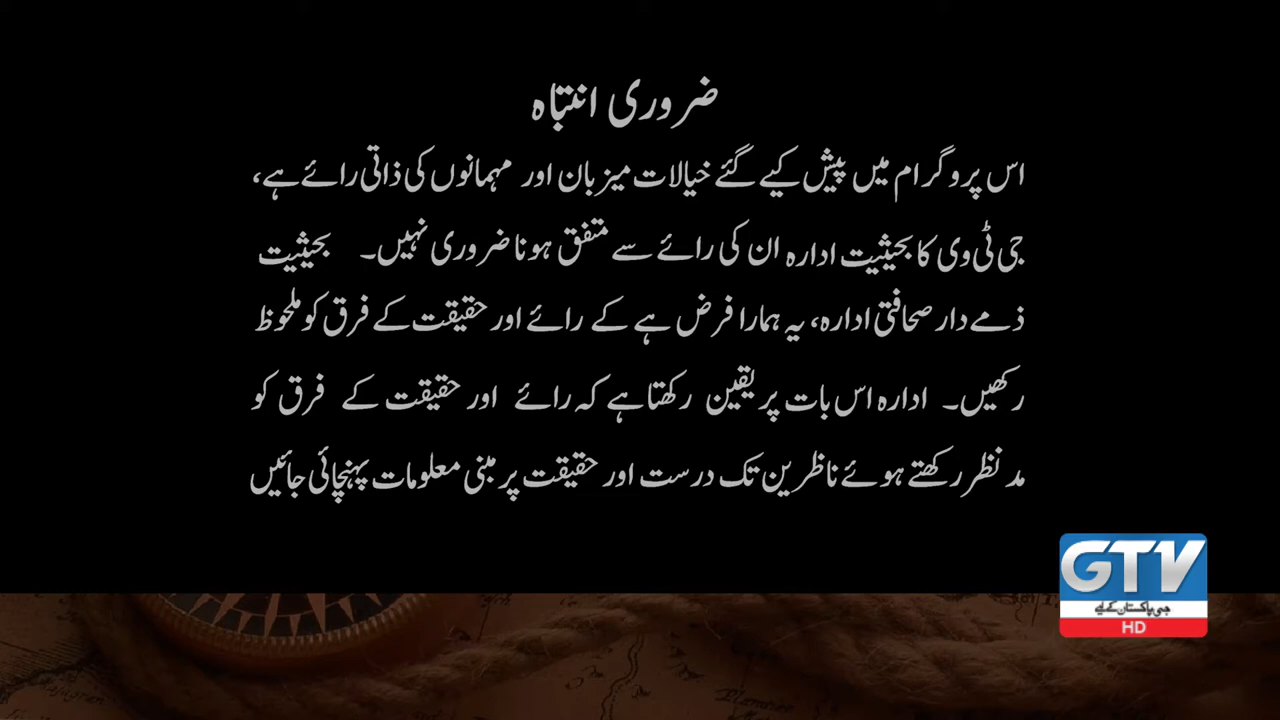 ضروری انتباہ
اس پروگرام میں پیش کیے گئے خیالات میزبان اور مہمانوں کی ذاتی رائے ہے،
جی ٹی وی کا بحیثیت ادارہ ان کی رائے سے متفق ہونا ضروری نہیں۔ بحیثیت
ذمے دار صحافتی ادارہ، یہ ہمارا فرض ہے کے رائے اور حقیقت کے فرق کو ملحوظ
رکھیں۔ ادارہ اس بات پر یقین رکھتا ہے کہ رائے اور حقیقت کے فرق کو
مد نظر رکھتے ہوئے ناظرین تک درست اور حقیقت پر مبنی معلومات پہنچائی جائیں
GTV
جی پاکستان کے لیے
HD